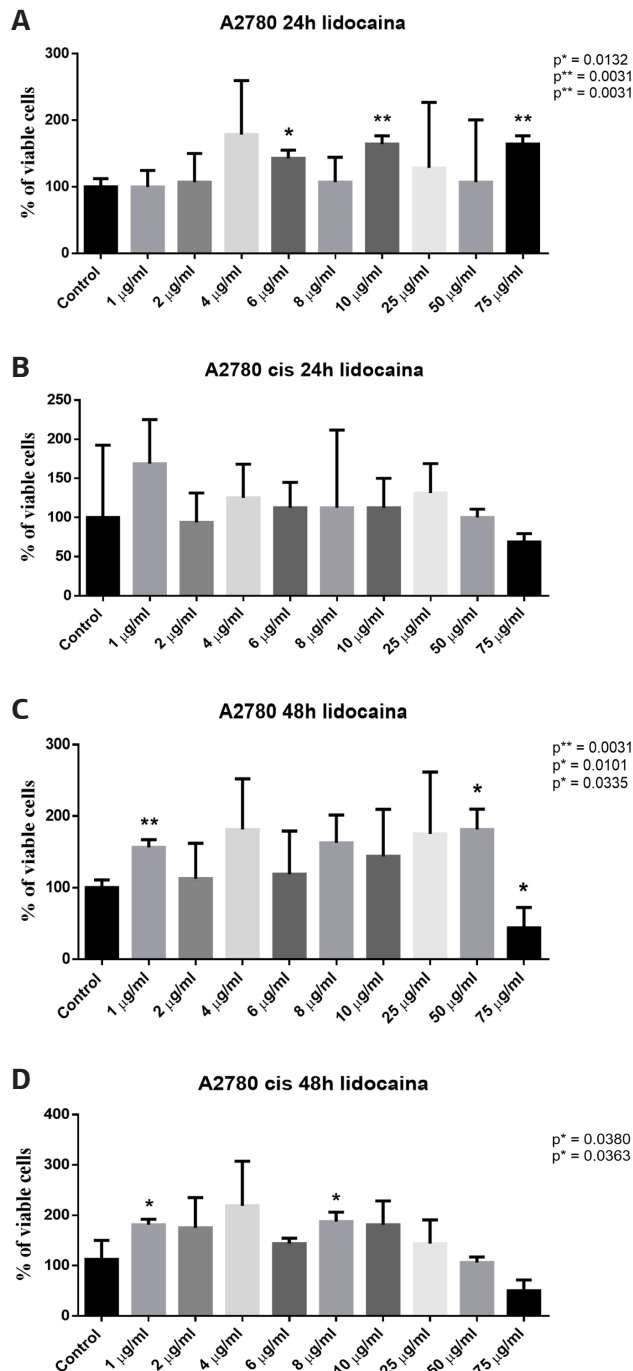 A
A2780 24h lidocaina
p* = 0.0132
p** = 0.0031
p** = 0.0031
% of viable cells
300
200
100
0
* ** **
Control 1 µg/ml 2 µg/ml 4 µg/ml 6 µg/ml 8 µg/ml 10 µg/ml 25 µg/ml 50 µg/ml 75 µg/ml
B
A2780 cis 24h lidocaina
% of viable cells
250
200
150
100
50
0
Control 1 µg/ml 2 µg/ml 4 µg/ml 6 µg/ml 8 µg/ml 10 µg/ml 25 µg/ml 50 µg/ml 75 µg/ml
C
A2780 48h lidocaina
p** = 0.0031
p* = 0.0101
p* = 0.0335
% of viable cells
300
200
100
0
** * *
Control 1 µg/ml 2 µg/ml 4 µg/ml 6 µg/ml 8 µg/ml 10 µg/ml 25 µg/ml 50 µg/ml 75 µg/ml
D
A2780 cis 48h lidocaina
p* = 0.0380
p* = 0.0363
% of viable cells
400
300
200
100
0
* *
Control 1 µg/ml 2 µg/ml 4 µg/ml 6 µg/ml 8 µg/ml 10 µg/ml 25 µg/ml 50 µg/ml 75 µg/ml